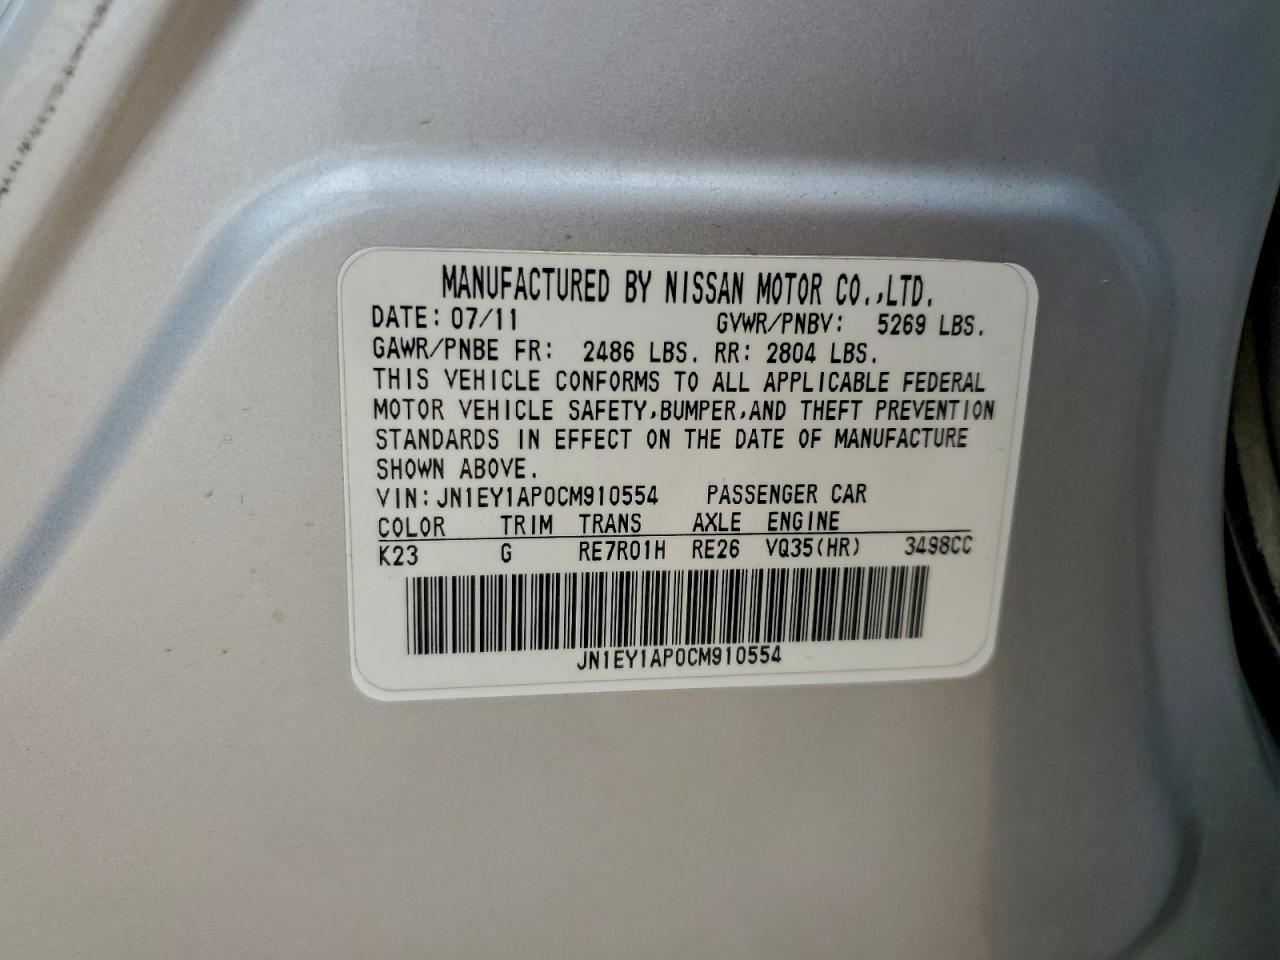 MANUFACTURED BY NISSAN MOTOR CO.,LTD.
DATE: 07/11 GVWR/PNBV: 5269 LBS.
GAWR/PNBE FR: 2486 LBS. RR: 2804 LBS.
THIS VEHICLE CONFORMS TO ALL APPLICABLE FEDERAL
MOTOR VEHICLE SAFETY,BUMPER,AND THEFT PREVENTION
STANDARDS IN EFFECT ON THE DATE OF MANUFACTURE
SHOWN ABOVE.
VIN: JN1EY1AP0CM910554 PASSENGER CAR
COLOR TRIM TRANS AXLE ENGINE
K23 G RE7R01H RE26 VQ35(HR) 3498CC
JN1EY1AP0CM910554